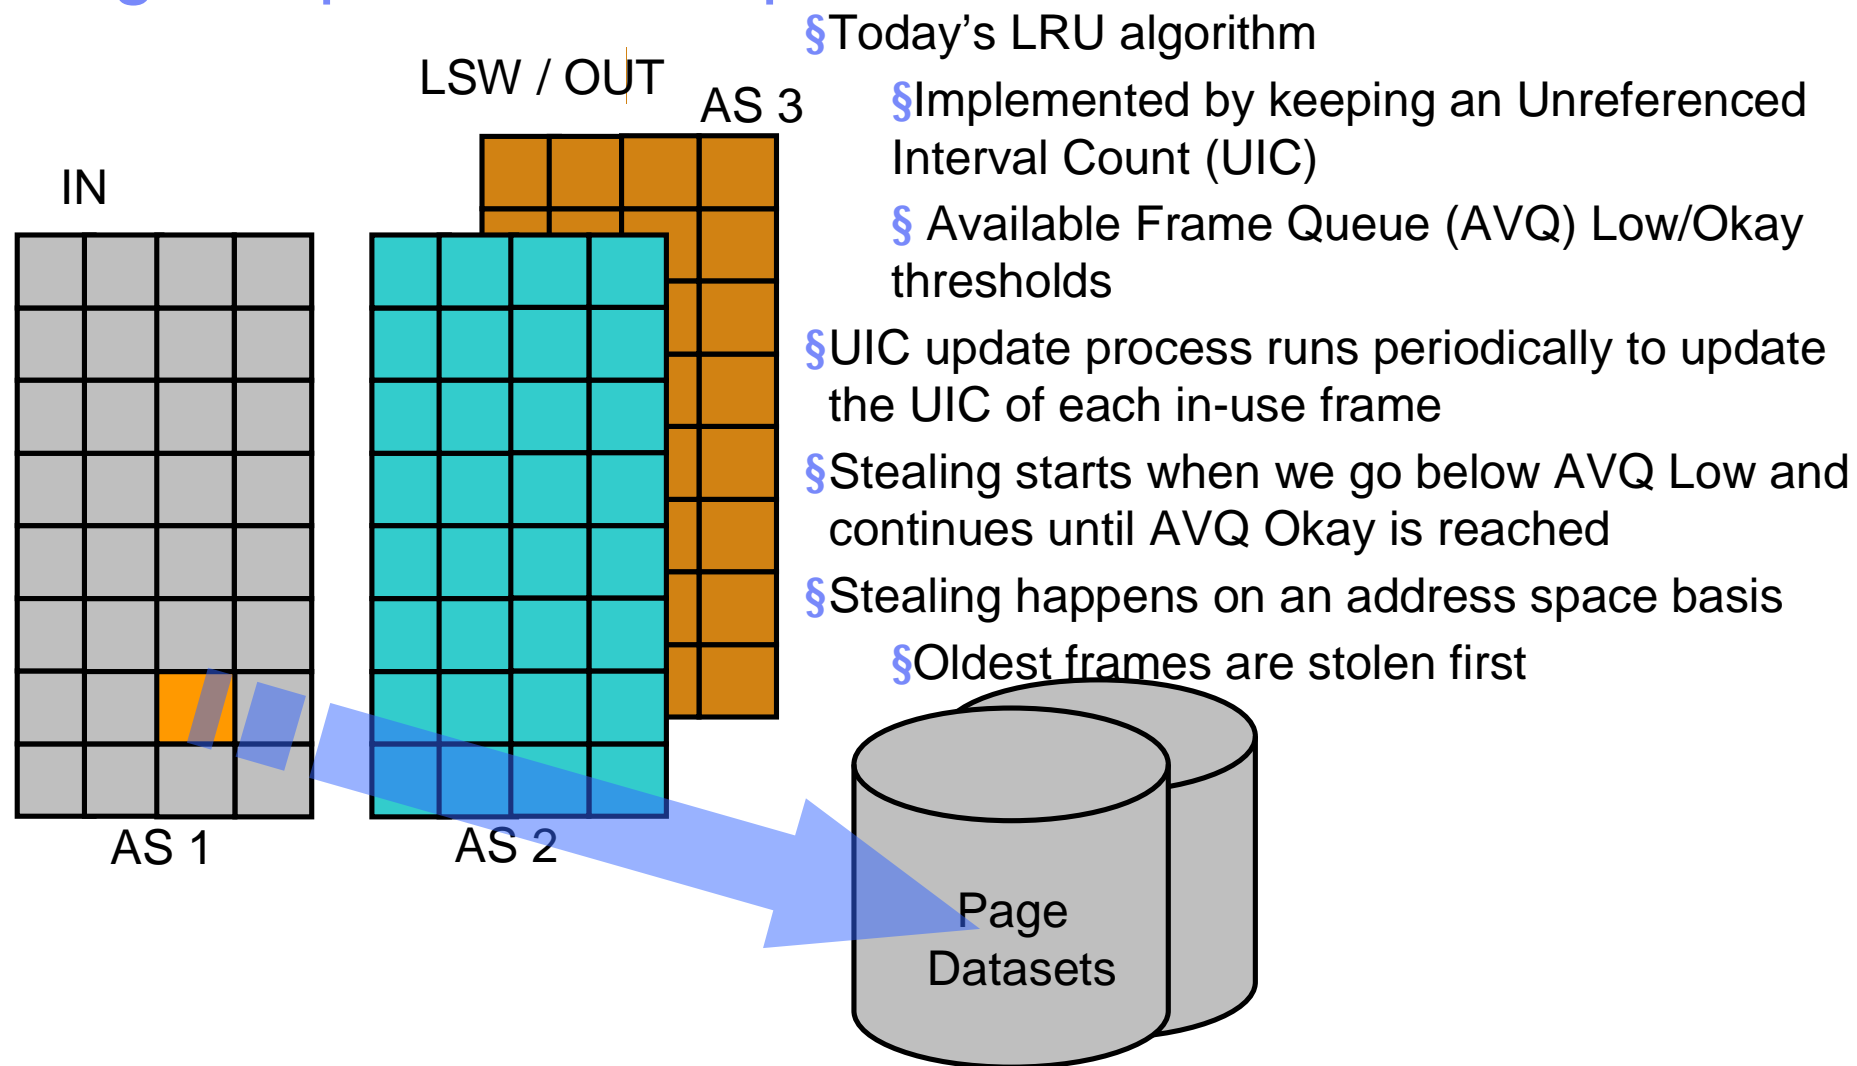 §Today's LRU algorithm
§Implemented by keeping an Unreferenced
Interval Count (UIC)
§ Available Frame Queue (AVQ) Low/Okay
thresholds
§UIC update process runs periodically to update
the UIC of each in-use frame
§Stealing starts when we go below AVQ Low and
continues until AVQ Okay is reached
§Stealing happens on an address space basis
§Oldest frames are stolen first
LSW / OUT
AS 3
IN
AS 1
AS 2
Page
Datasets